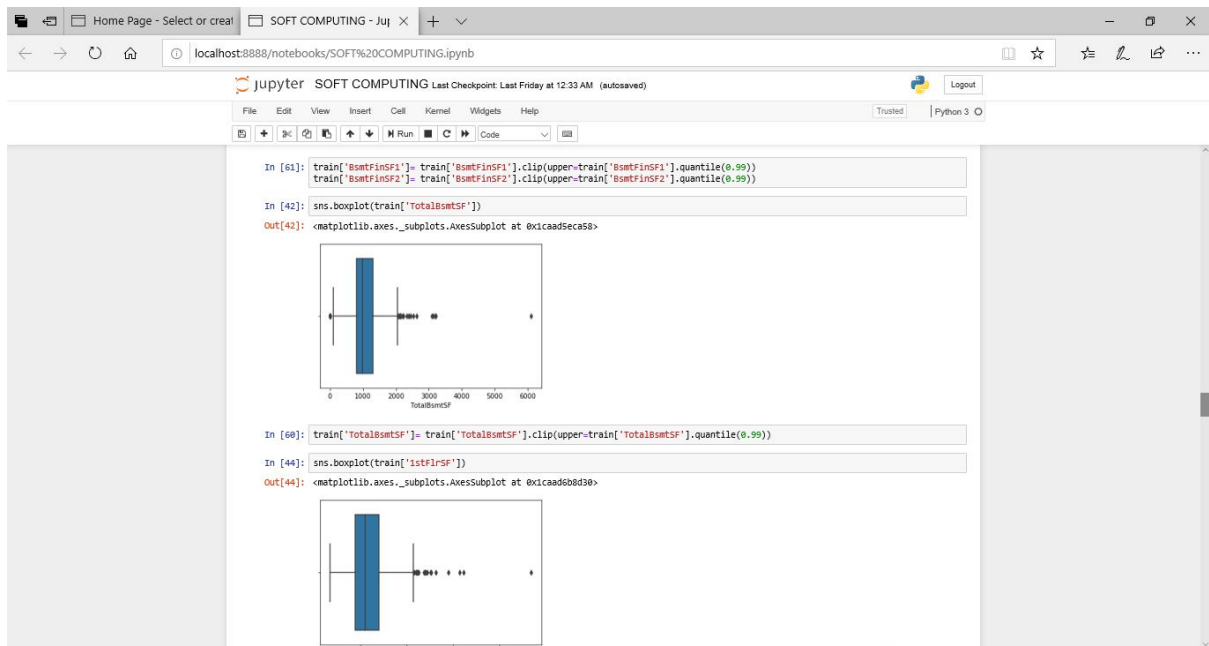 Home Page - Select or creat
SOFT COMPUTING - Jup
localhost:8888/notebooks/SOFT%20COMPUTING.ipynb
jupyter SOFT COMPUTING Last Checkpoint: Last Friday at 12:33 AM (autosaved)
Logout
File Edit View Insert Cell Kernel Widgets Help
Trusted
Python 3
Run
Code
In [61]: train['BsmtFinSF1']= train['BsmtFinSF1'].clip(upper=train['BsmtFinSF1'].quantile(0.99))
train['BsmtFinSF2']= train['BsmtFinSF2'].clip(upper=train['BsmtFinSF2'].quantile(0.99))
In [42]: sns.boxplot(train['TotalBsmtSF'])
Out[42]: <matplotlib.axes._subplots.AxesSubplot at 0x1caad5eca58>
0 1000 2000 3000 4000 5000 6000
TotalBsmtSF
In [60]: train['TotalBsmtSF']= train['TotalBsmtSF'].clip(upper=train['TotalBsmtSF'].quantile(0.99))
In [44]: sns.boxplot(train['1stFlrSF'])
Out[44]: <matplotlib.axes._subplots.AxesSubplot at 0x1caad6b8d30>